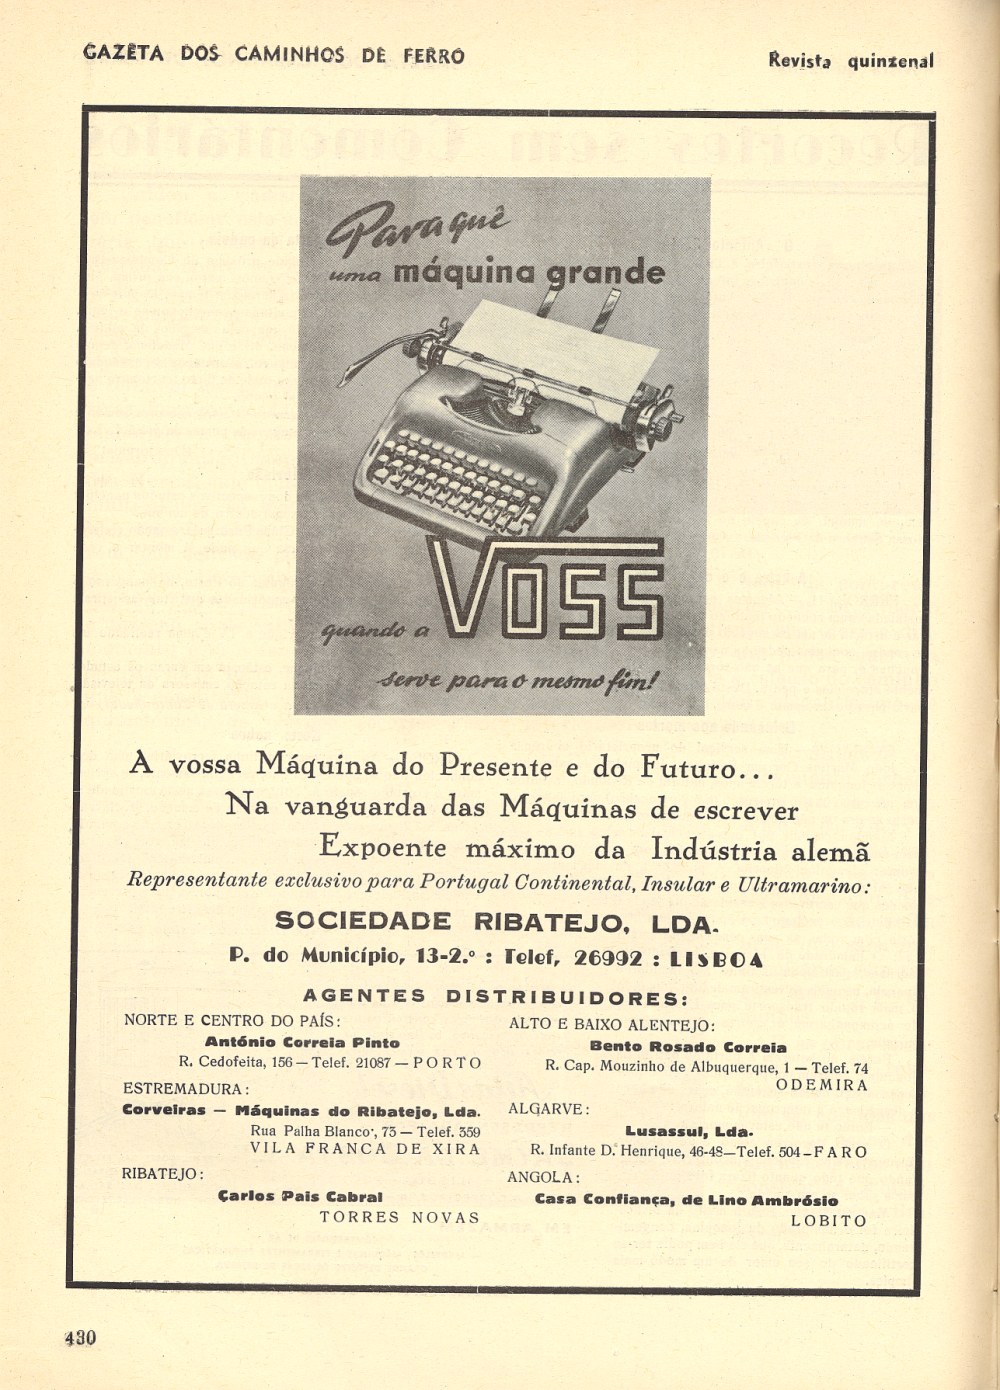 GAZETA DOS CAMINHOS DE FERRO
Revista quinzenal
Para quê
uma máquina grande
VOSS
quando a
serve para o mesmo fim!
A vossa Máquina do Presente e do Futuro...
Na vanguarda das Máquinas de escrever
Expoente máximo da Indústria alemã
Representante exclusivo para Portugal Continental, Insular e Ultramarino:
SOCIEDADE RIBATEJO, LDA.
P. do Município, 13-2.º : Telef, 26992 : LISBOA
AGENTES DISTRIBUIDORES:
NORTE E CENTRO DO PAÍS:
António Correia Pinto
R. Cedofeita, 156 — Telef. 21087 — PORTO
ESTREMADURA:
Corveiras — Máquinas do Ribatejo, Lda.
Rua Palha Blanco, 73 — Telef. 359
VILA FRANCA DE XIRA
RIBATEJO:
Carlos Pais Cabral
TORRES NOVAS
ALTO E BAIXO ALENTEJO:
Bento Rosado Correia
R. Cap. Mouzinho de Albuquerque, 1 — Telef. 74
ODEMIRA
ALGARVE:
Lusassul, Lda.
R. Infante D. Henrique, 46-48—Telef. 504—FARO
ANGOLA:
Casa Confiança, de Lino Ambrósio
LOBITO
430